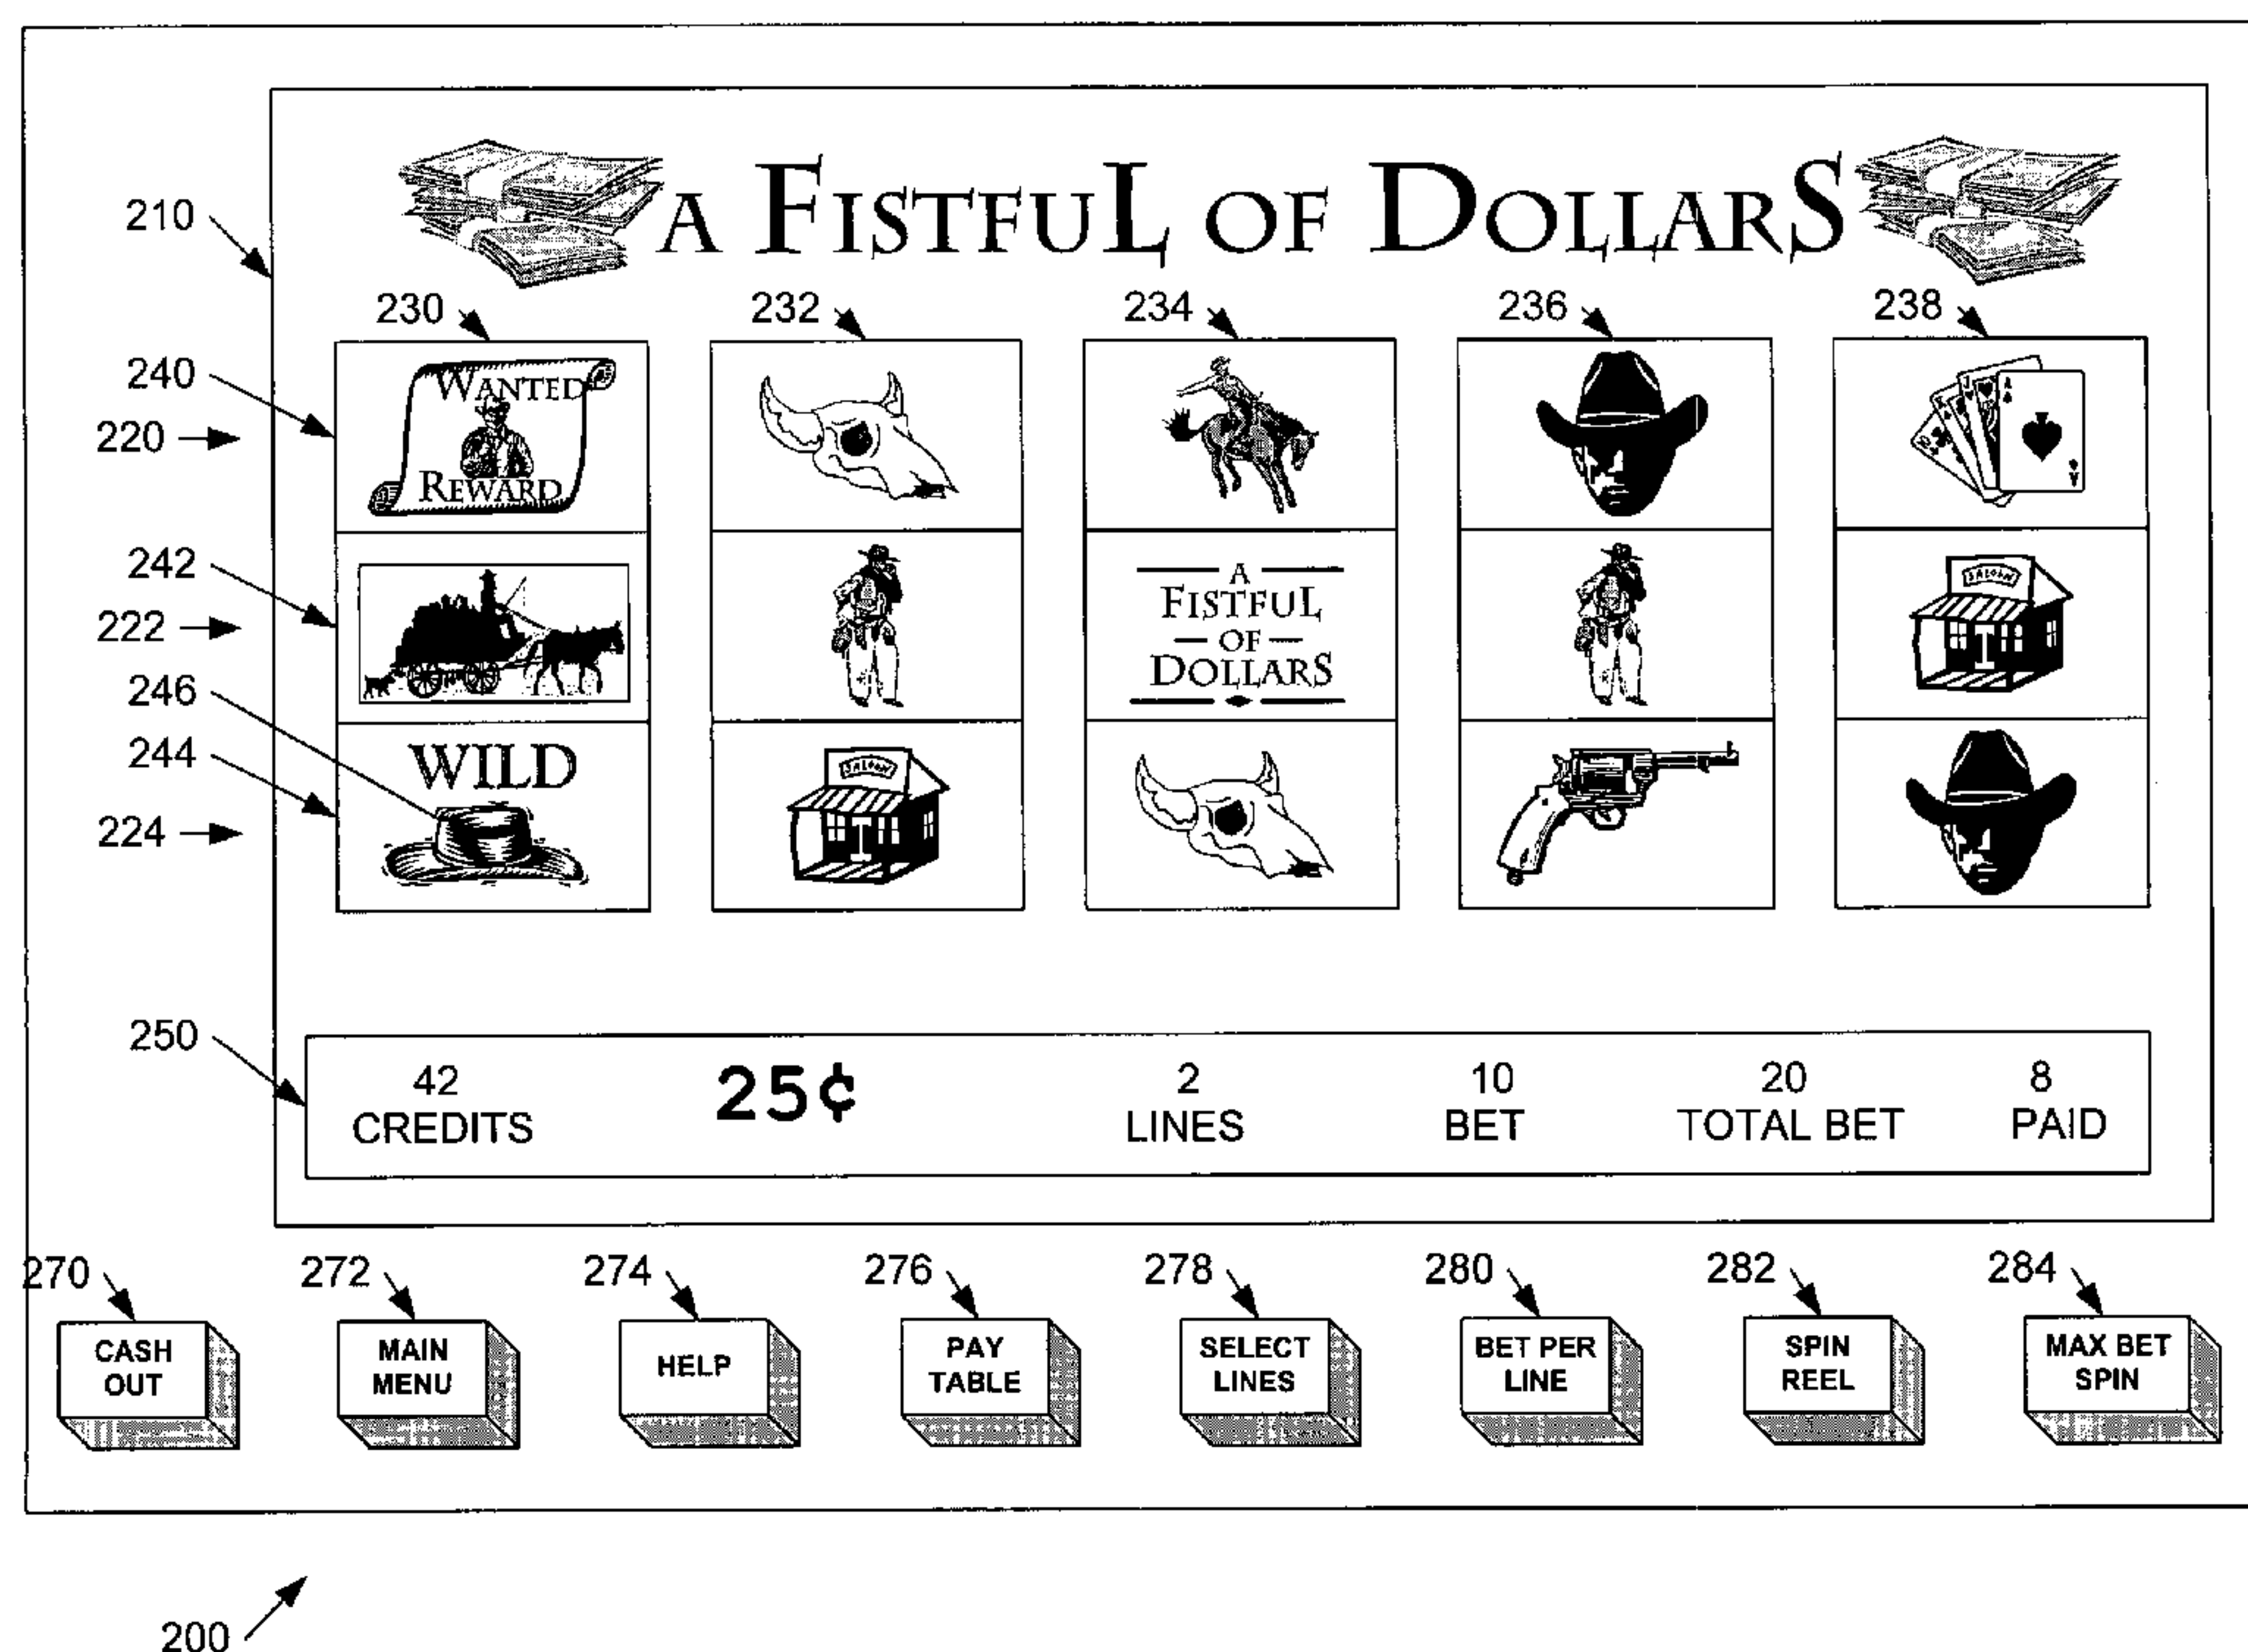 A FISTFUL OF DOLLARS
210
230 232 234 236 238
240
220
WANTED
REWARD
242
222
A
FISTFUL
OF
DOLLARS
SALOON
246
244
WILD
SALOON
224
250
42 25¢ 2 10 20 8
CREDITS LINES BET TOTAL BET PAID
270 272 274 276 278 280 282 284
CASH
OUT
MAIN
MENU
HELP
PAY
TABLE
SELECT
LINES
BET PER
LINE
SPIN
REEL
MAX BET
SPIN
200